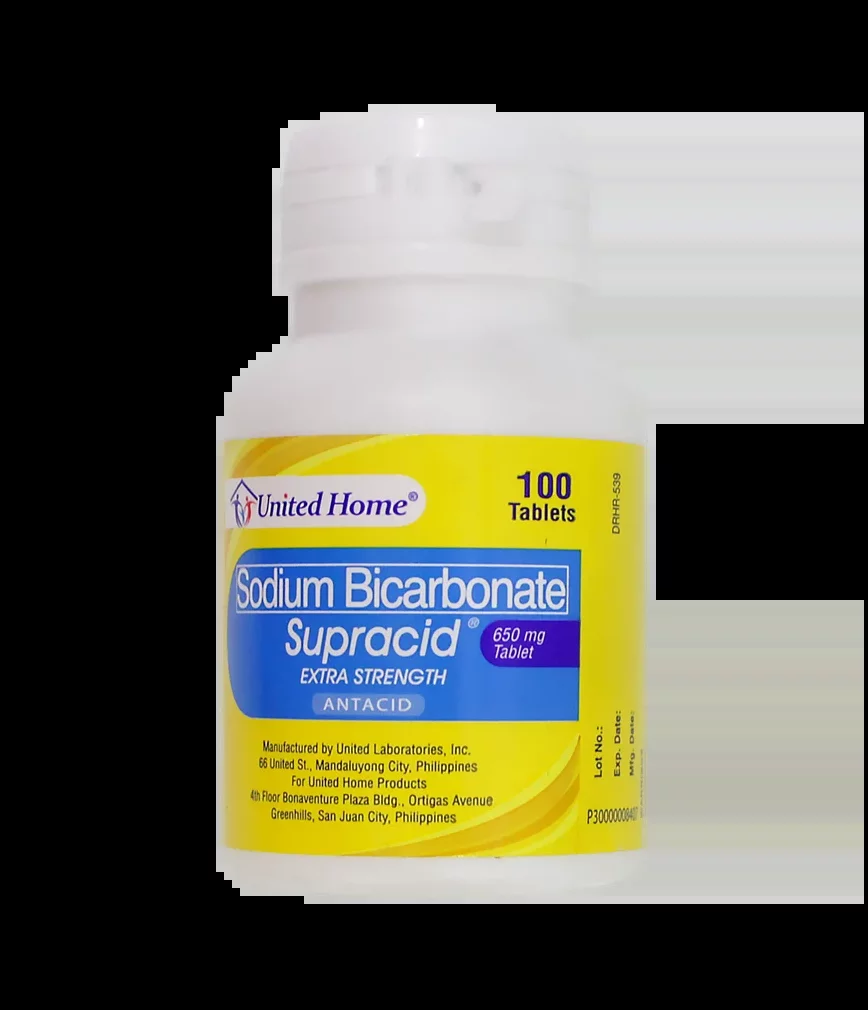 United Home®
100
Tablets
DRHR-539
Sodium Bicarbonate
Supracid®
650 mg
Tablet
EXTRA STRENGTH
ANTACID
Manufactured by United Laboratories, Inc.
66 United St., Mandaluyong City, Philippines
For United Home Products
4th Floor Bonaventure Plaza Bldg., Ortigas Avenue
Greenhills, San Juan City, Philippines
Lot No.:
Exp. Date:
Mfg. Date: